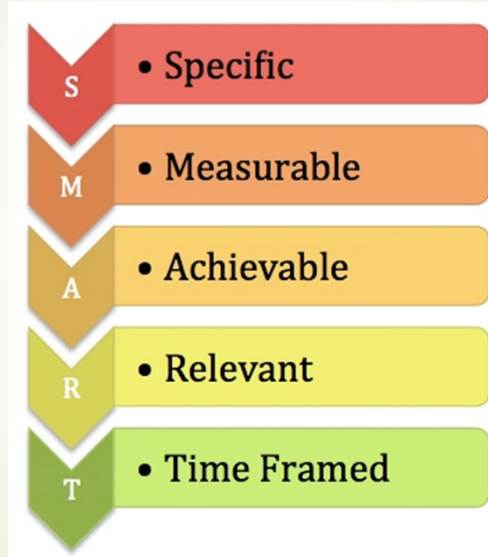 S • Specific
M • Measurable
A • Achievable
R • Relevant
T • Time Framed